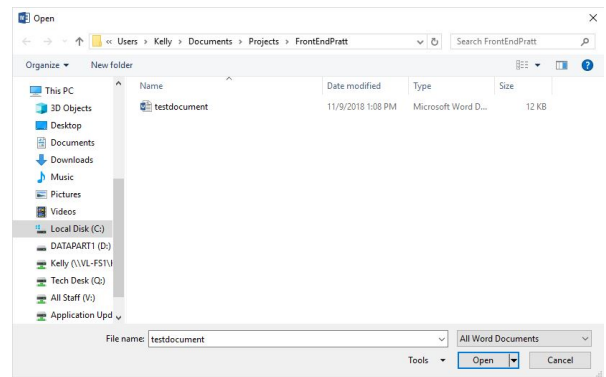 Open
« Users › Kelly › Documents › Projects › FrontEndPratt
Search FrontEndPratt
Organize
New folder
Name Date modified Type Size
testdocument 11/9/2018 1:08 PM Microsoft Word D... 12 KB
This PC
3D Objects
Desktop
Documents
Downloads
Music
Pictures
Videos
Local Disk (C:)
DATAPART1 (D:)
Kelly (\\VL-FS1\
Tech Desk (Q:)
All Staff (V:)
Application Upd
File name: testdocument
All Word Documents
Tools
Open
Cancel